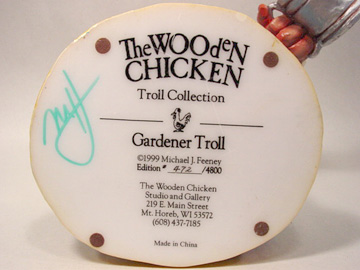 The WOOdeN
CHICKEN
Troll Collection
Gardener Troll
©1999 Michael J. Feeney
Edition # 472 /4800
The Wooden Chicken
Studio and Gallery
219 E. Main Street
Mt. Horeb, WI 53572
(608) 437-7185
Made in China